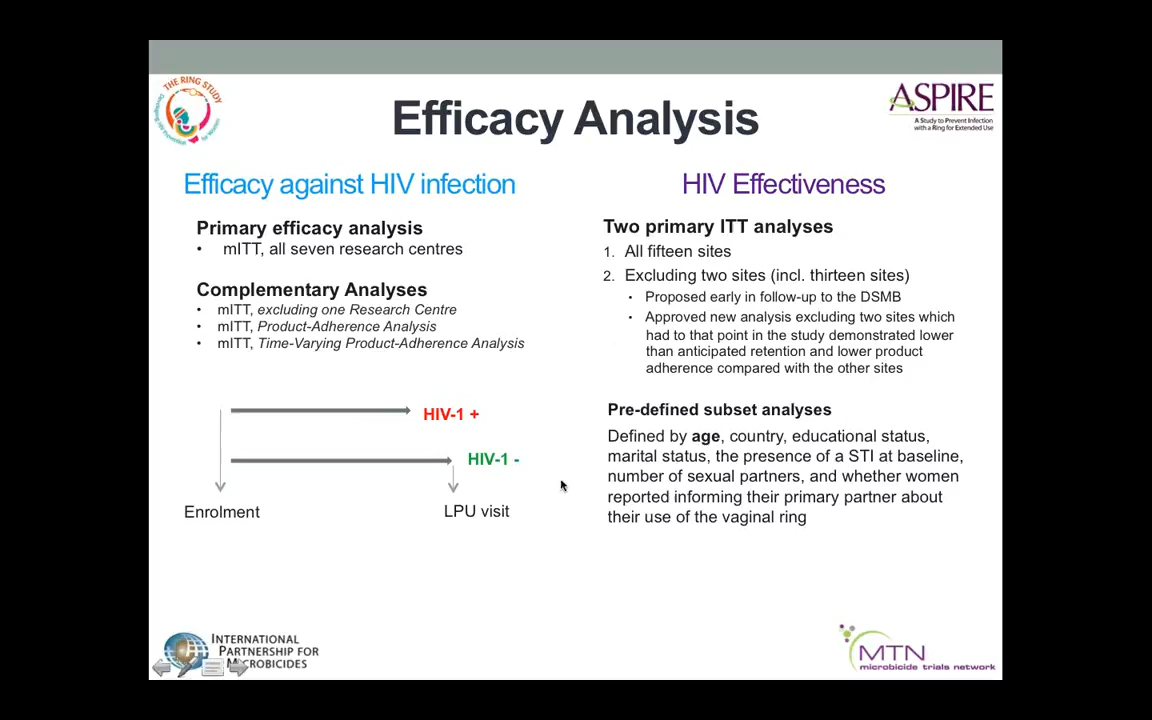 THE RING STUDY
Developing HIV Prevention for Women
ASPIRE
A Study to Prevent Infection
with a Ring for Extended Use
Efficacy Analysis
Efficacy against HIV infection
Primary efficacy analysis
• mITT, all seven research centres
Complementary Analyses
• mITT, excluding one Research Centre
• mITT, Product-Adherence Analysis
• mITT, Time-Varying Product-Adherence Analysis
HIV-1 +
HIV-1 -
Enrolment
LPU visit
HIV Effectiveness
Two primary ITT analyses
1. All fifteen sites
2. Excluding two sites (incl. thirteen sites)
• Proposed early in follow-up to the DSMB
• Approved new analysis excluding two sites which
had to that point in the study demonstrated lower
than anticipated retention and lower product
adherence compared with the other sites
Pre-defined subset analyses
Defined by age, country, educational status,
marital status, the presence of a STI at baseline,
number of sexual partners, and whether women
reported informing their primary partner about
their use of the vaginal ring
INTERNATIONAL
PARTNERSHIP FOR
MICROBICIDES
MTN
microbicide trials network